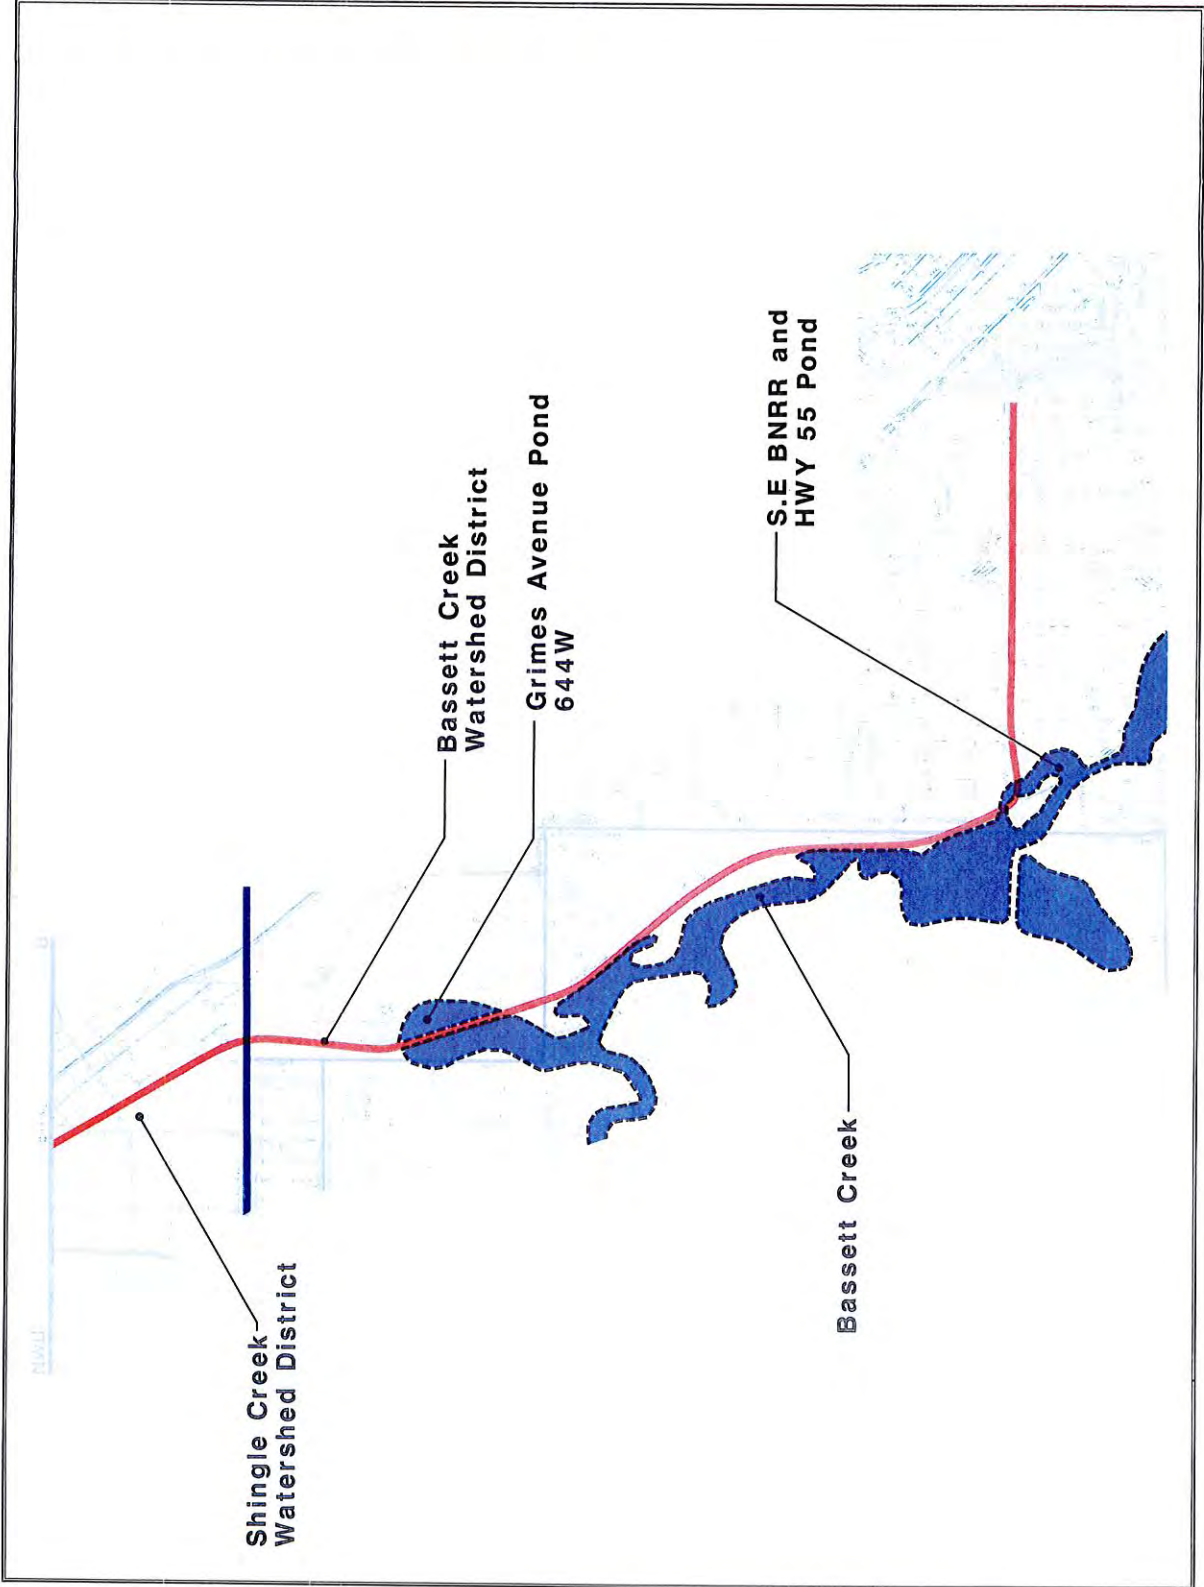 Shingle Creek
Watershed District
Bassett Creek
Watershed District
Grimes Avenue Pond
644W
Bassett Creek
S.E BNRR and
HWY 55 Pond